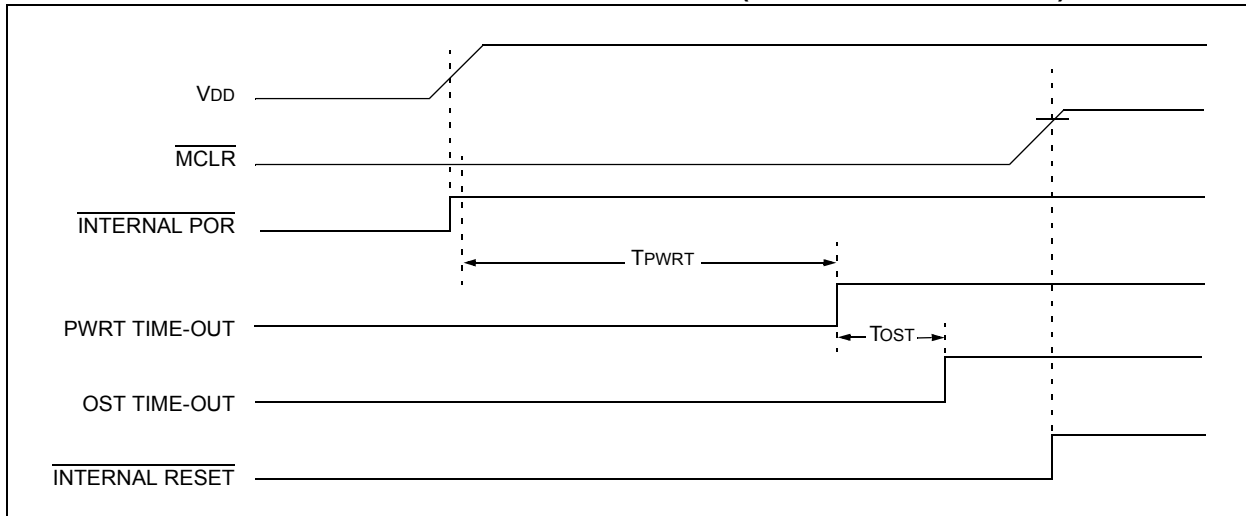 VDD
MCLR
INTERNAL POR
TPWRT
PWRT TIME-OUT
TOST
OST TIME-OUT
INTERNAL RESET